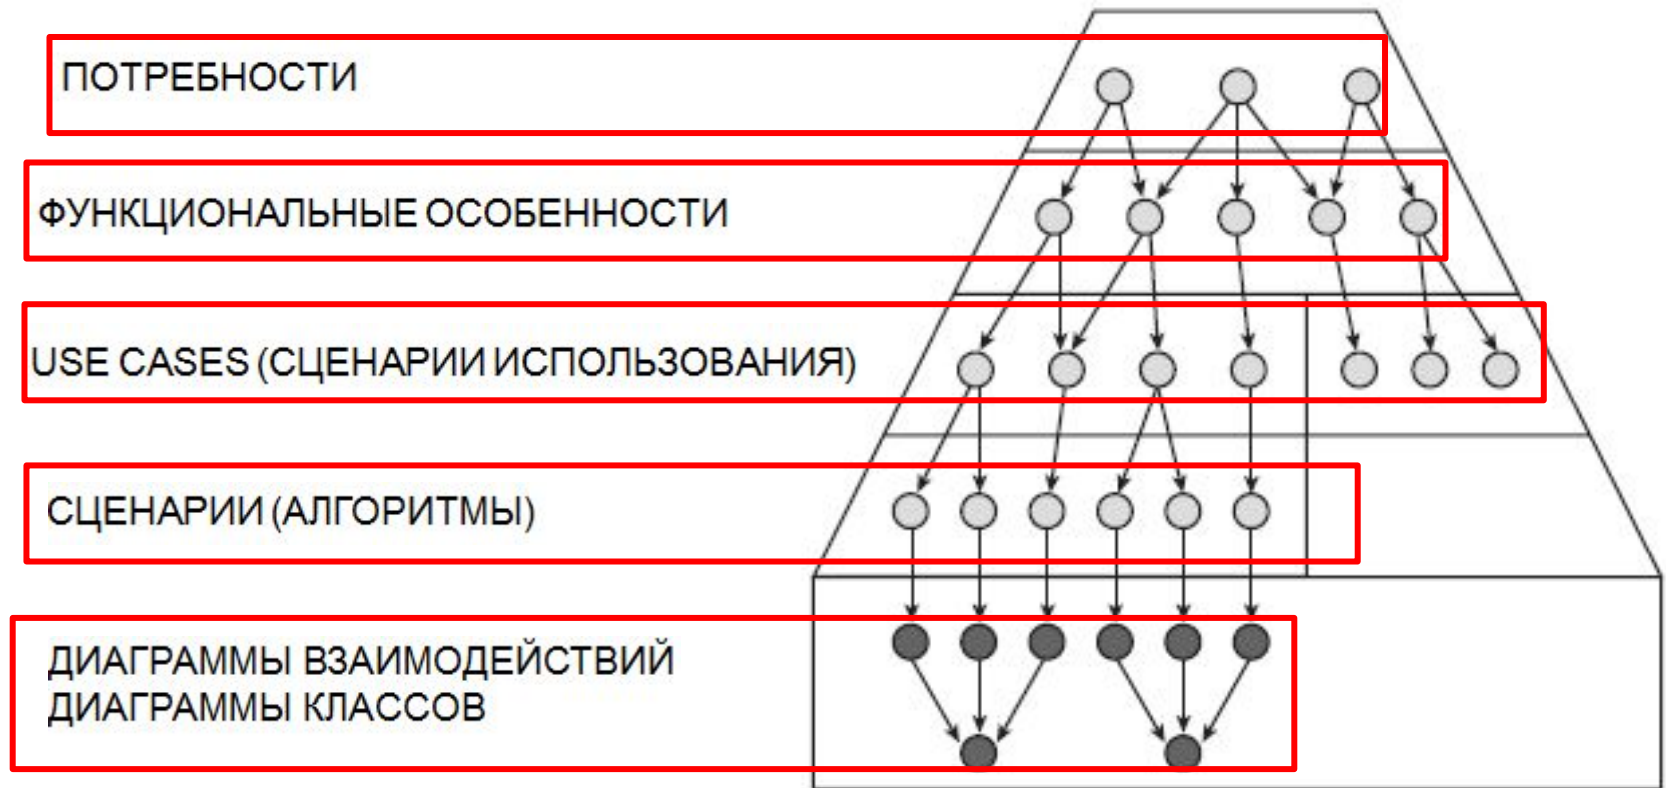 ПОТРЕБНОСТИ
ФУНКЦИОНАЛЬНЫЕ ОСОБЕННОСТИ
USE CASES (СЦЕНАРИИ ИСПОЛЬЗОВАНИЯ)
СЦЕНАРИИ (АЛГОРИТМЫ)
ДИАГРАММЫ ВЗАИМОДЕЙСТВИЙ
ДИАГРАММЫ КЛАССОВ